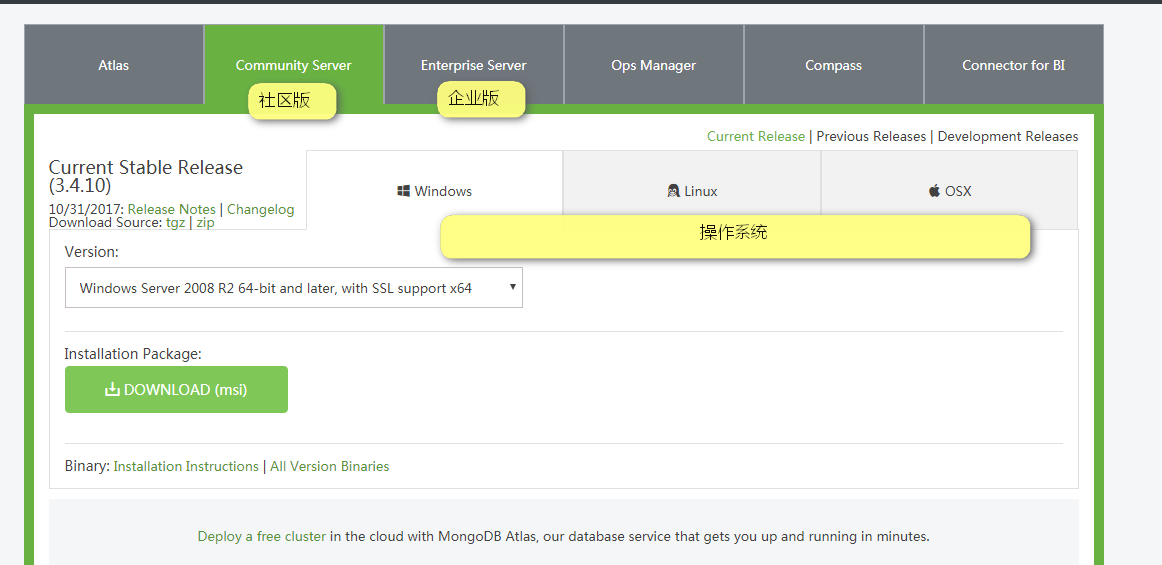 Atlas
Community Server
Enterprise Server
Ops Manager
Compass
Connector for BI
社区版
企业版
Current Release | Previous Releases | Development Releases
Current Stable Release
(3.4.10)
10/31/2017: Release Notes | Changelog
Download Source: tgz | zip
Windows
Linux
OSX
操作系统
Version:
Windows Server 2008 R2 64-bit and later, with SSL support x64
Installation Package:
DOWNLOAD (msi)
Binary: Installation Instructions | All Version Binaries
Deploy a free cluster in the cloud with MongoDB Atlas, our database service that gets you up and running in minutes.